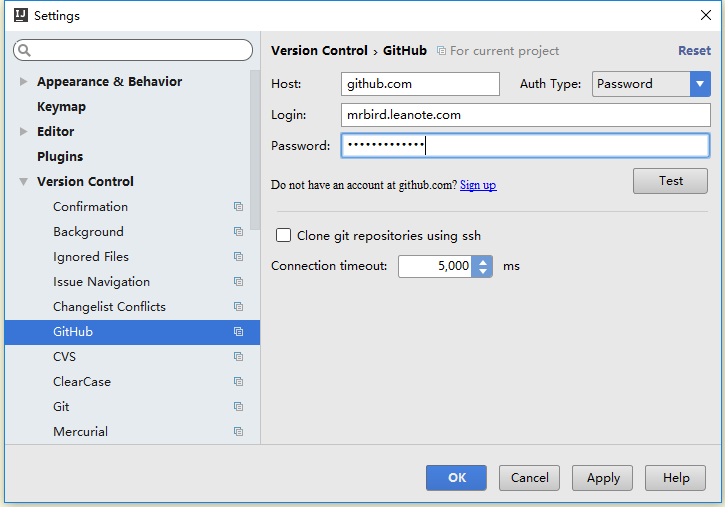 Settings
Version Control › GitHub For current project Reset
Appearance & Behavior
Keymap
Editor
Plugins
Version Control
Confirmation
Background
Ignored Files
Issue Navigation
Changelist Conflicts
GitHub
CVS
ClearCase
Git
Mercurial
Host: github.com Auth Type: Password
Login: mrbird.leanote.com
Password: •••••••••••••
Do not have an account at github.com? Sign up Test
Clone git repositories using ssh
Connection timeout: 5,000 ms
OK Cancel Apply Help